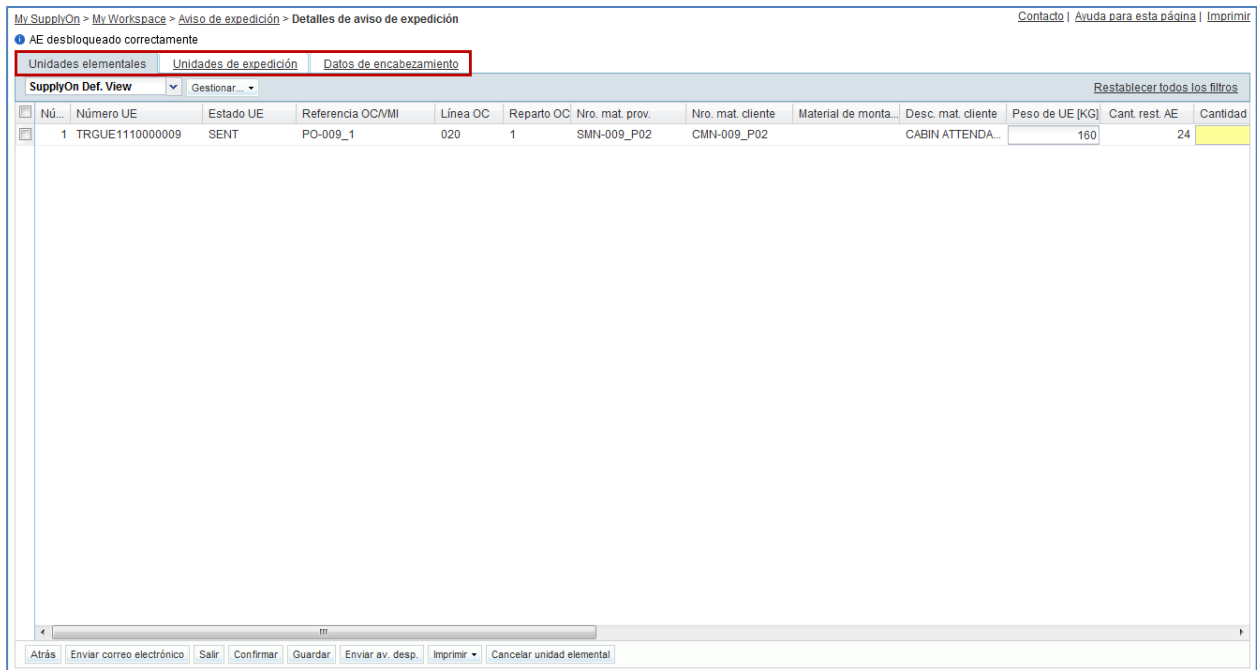 My SupplyOn > My Workspace > Aviso de expedición > Detalles de aviso de expedición Contacto | Ayuda para esta página | Imprimir
AE desbloqueado correctamente
Unidades elementales Unidades de expedición Datos de encabezamiento
SupplyOn Def. View Gestionar... Restablecer todos los filtros
Nú... Número UE Estado UE Referencia OC/VMI Línea OC Reparto OC Nro. mat. prov. Nro. mat. cliente Material de monta... Desc. mat. cliente Peso de UE [KG] Cant. rest. AE Cantidad
1 TRGUE1110000009 SENT PO-009_1 020 1 SMN-009_P02 CMN-009_P02 CABIN ATTENDA... 160 24
Atrás Enviar correo electrónico Salir Confirmar Guardar Enviar av. desp. Imprimir Cancelar unidad elemental